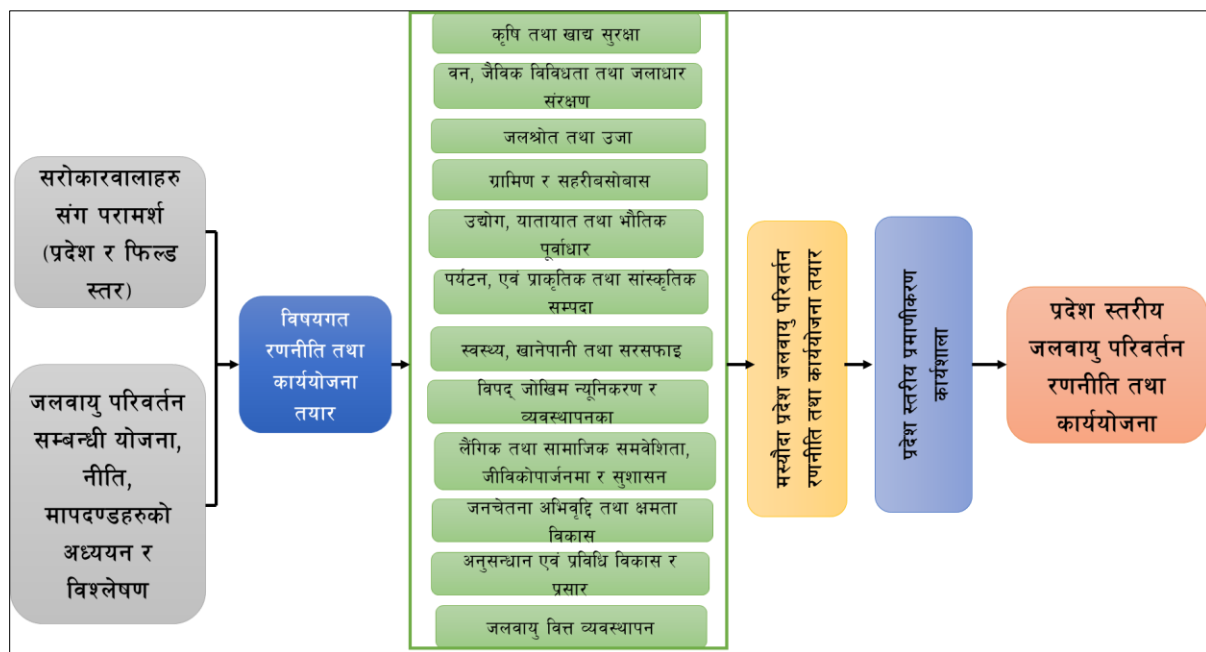 सरोकारवालाहरु
संग परामर्श
(प्रदेश र फिल्ड
स्तर)
जलवायु परिवर्तन
सम्बन्धी योजना,
नीति,
मापदण्डहरुको
अध्ययन र
विश्लेषण
विषयगत
रणनीति तथा
कार्ययोजना
तयार
कृषि तथा खाद्य सुरक्षा
वन, जैविक विविधता तथा जलाधार
संरक्षण
जलश्रोत तथा उजा
ग्रामिण र सहरीबसोबास
उद्योग, यातायात तथा भौतिक
पूर्वाधार
पर्यटन, एवं प्राकृतिक तथा सांस्कृतिक
सम्पदा
स्वस्थ्य, खानेपानी तथा सरसफाइ
विपद् जोखिम न्यूनिकरण र
व्यवस्थापनका
लैंगिक तथा सामाजिक समवेशिता,
जीविकोपार्जनमा र सुशासन
जनचेतना अभिवृद्दि तथा क्षमता
विकास
अनुसन्धान एवं प्रविधि विकास र
प्रसार
जलवायु वित्त व्यवस्थापन
मस्यौदा प्रदेश जलवायु परिवर्तन
रणनीति तथा कार्ययोजना तयार
प्रदेश स्तरीय प्रमाणीकरण
कार्यशाला
प्रदेश स्तरीय
जलवायु परिवर्तन
रणनीति तथा
कार्ययोजना